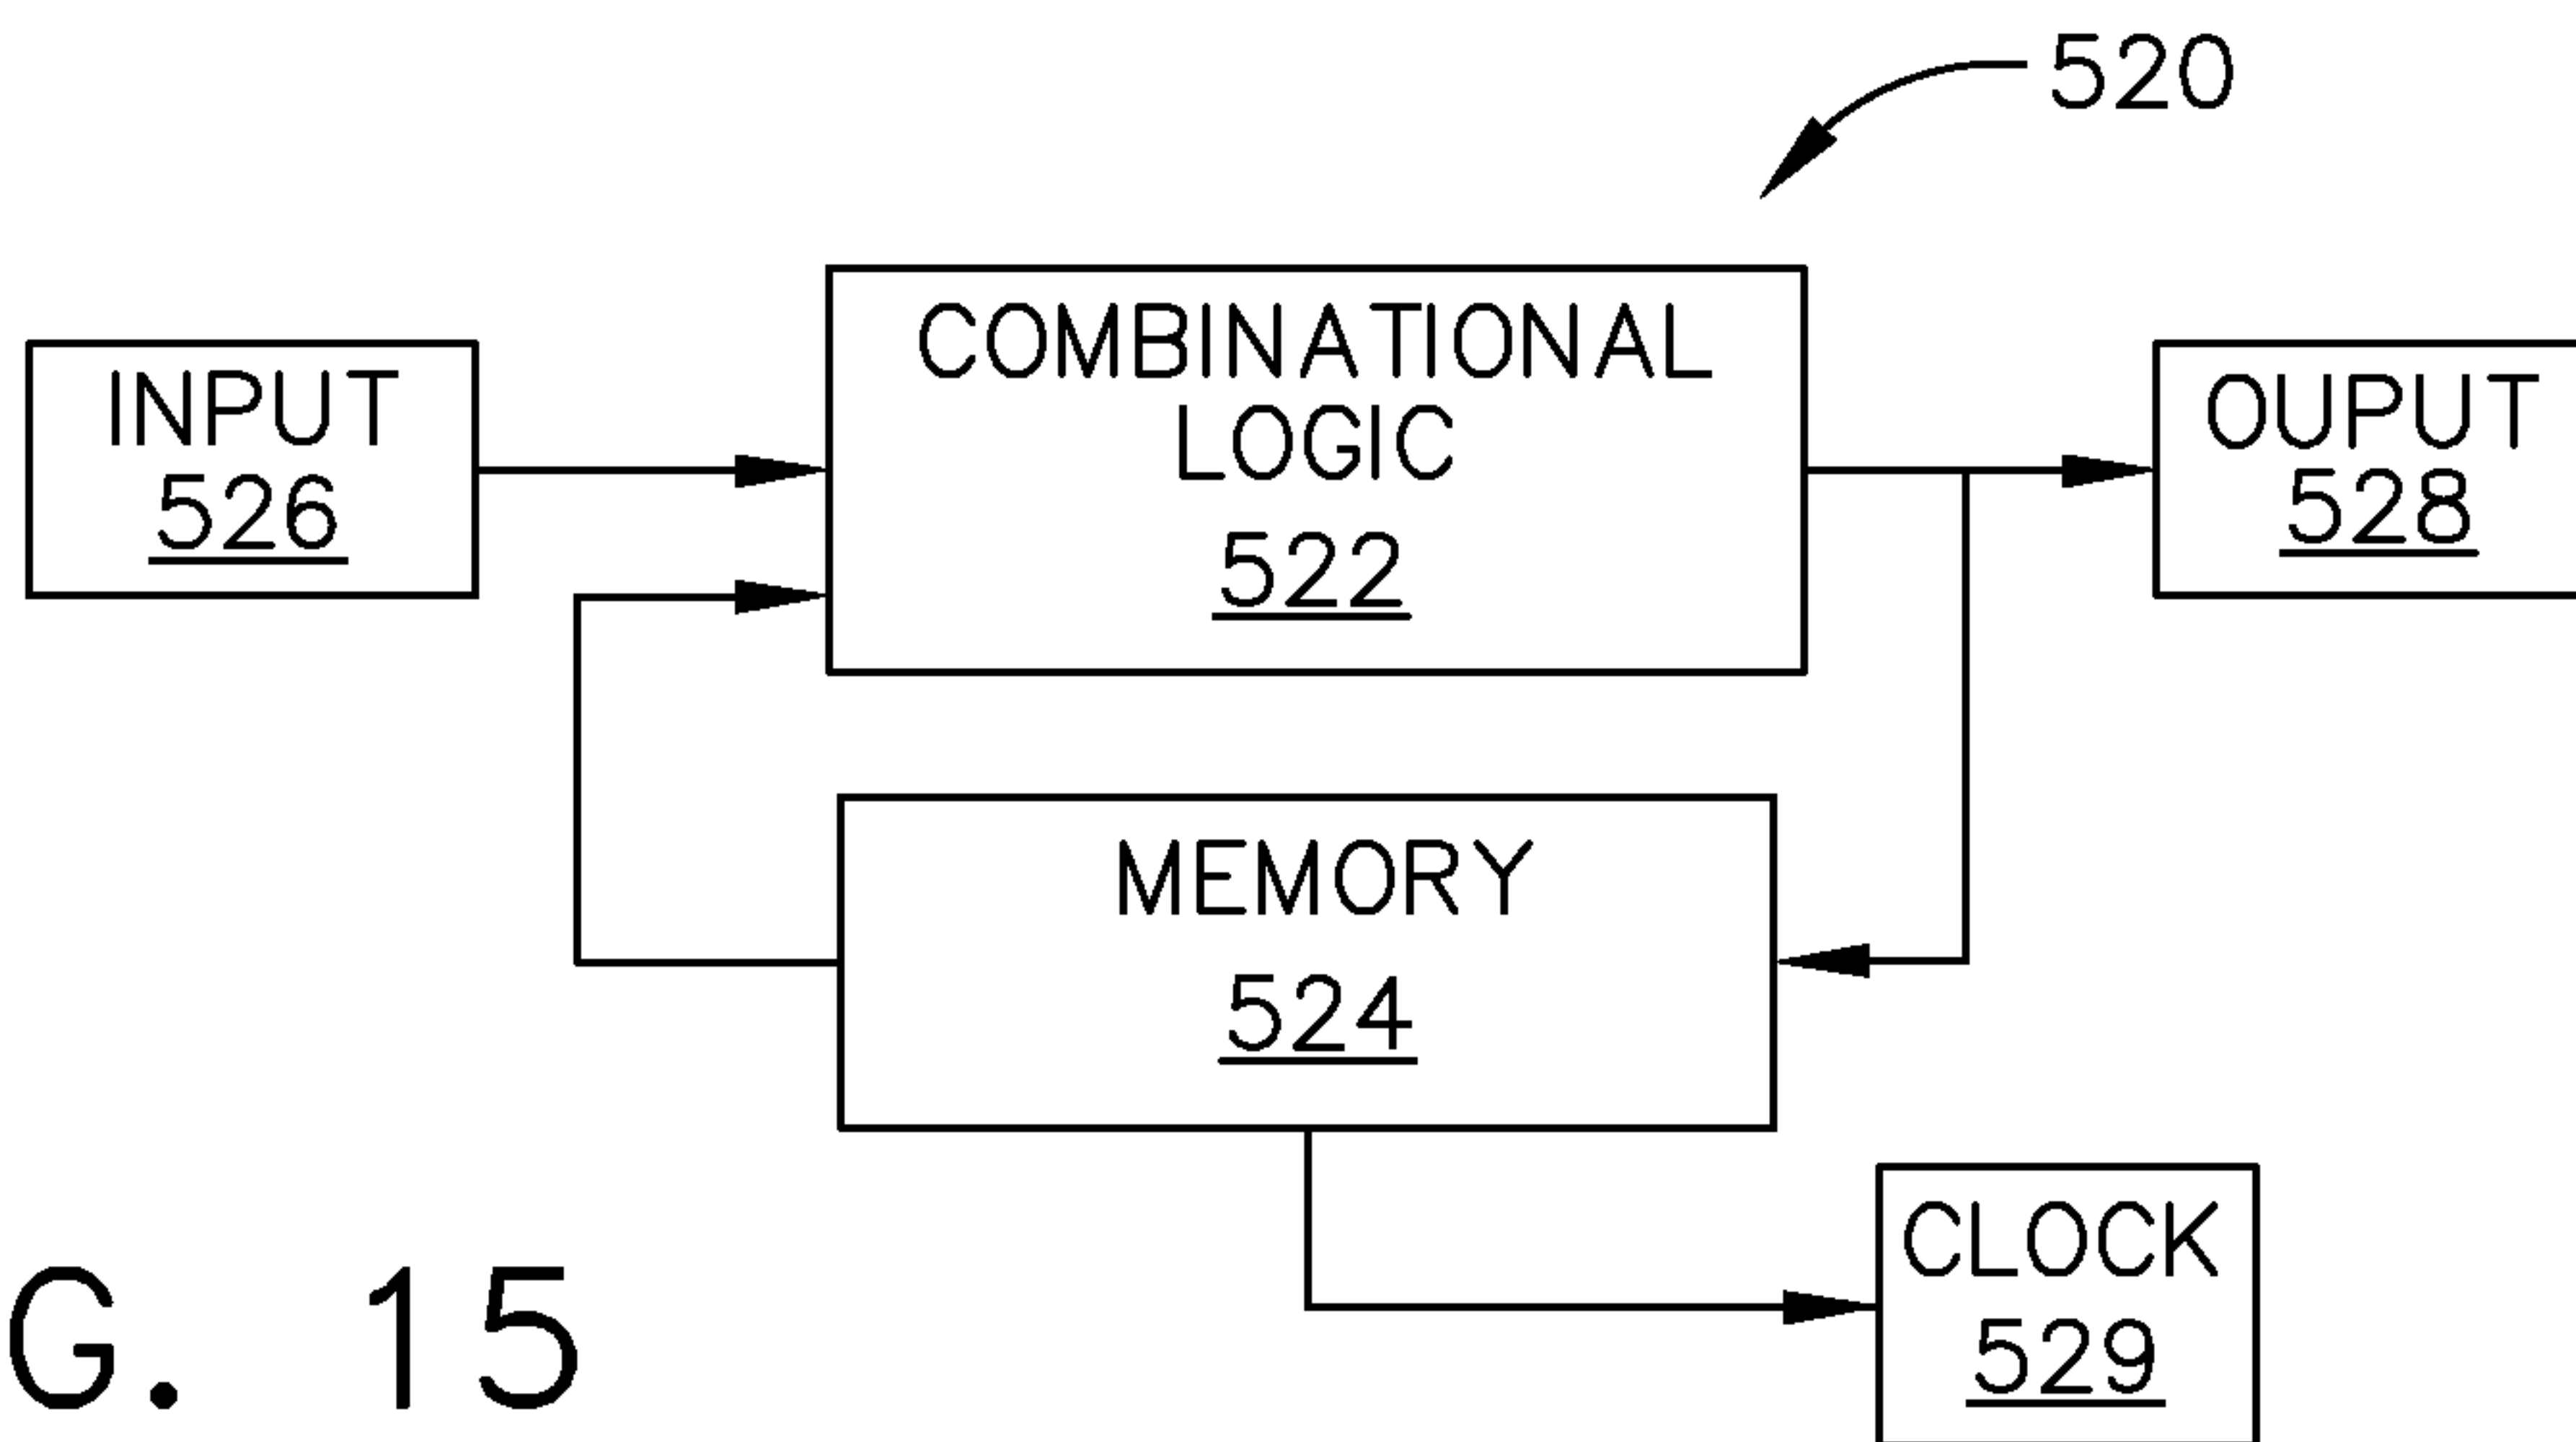 520
INPUT
526
COMBINATIONAL
LOGIC
522
OUPUT
528
MEMORY
524
CLOCK
529
G. 15